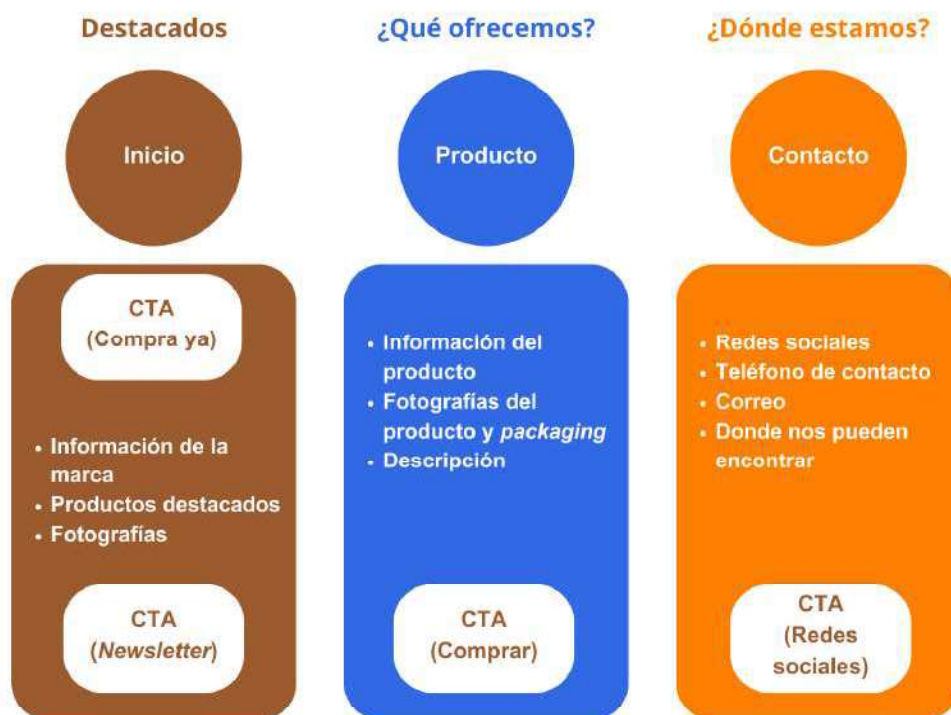 Destacados
Inicio
CTA
(Compra ya)
• Información de la
marca
• Productos destacados
• Fotografías
CTA
(Newsletter)
¿Qué ofrecemos?
Producto
• Información del
producto
• Fotografías del
producto y packaging
• Descripción
CTA
(Comprar)
¿Dónde estamos?
Contacto
• Redes sociales
• Teléfono de contacto
• Correo
• Donde nos pueden
encontrar
CTA
(Redes
sociales)